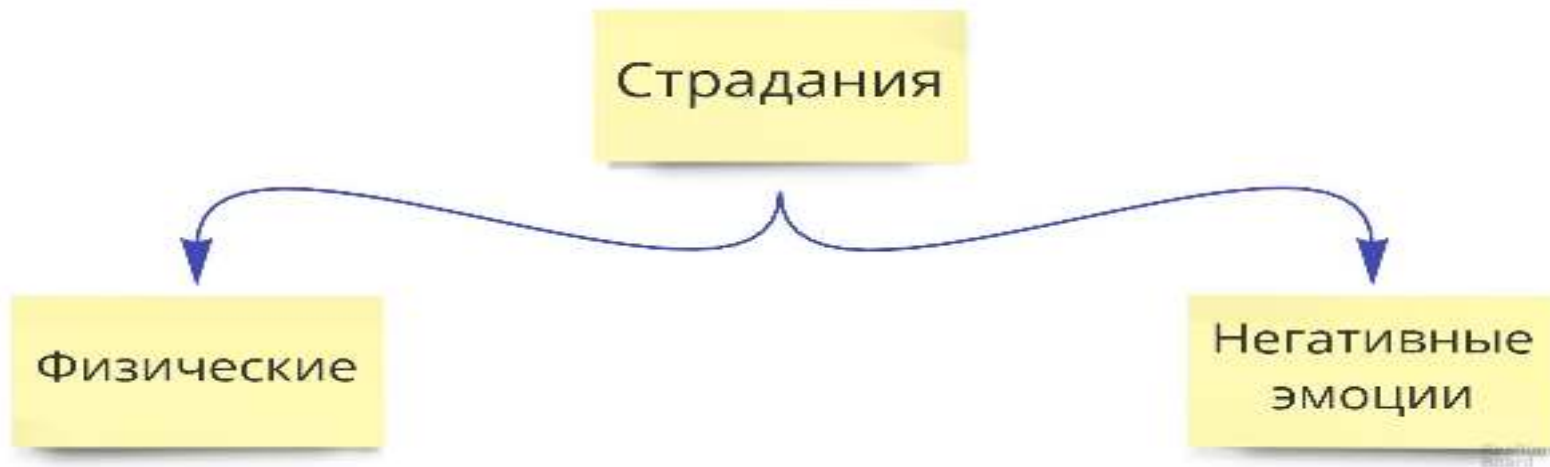 Страдания
Физические
Негативные
эмоции